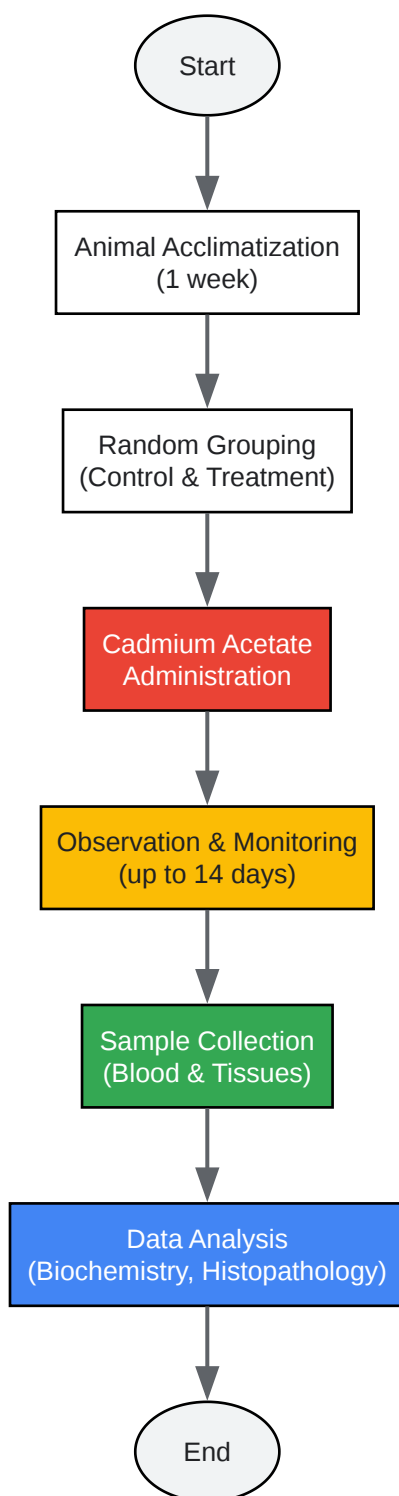 Start
Animal Acclimatization
(1 week)
Random Grouping
(Control & Treatment)
Cadmium Acetate
Administration
Observation & Monitoring
(up to 14 days)
Sample Collection
(Blood & Tissues)
Data Analysis
(Biochemistry, Histopathology)
End